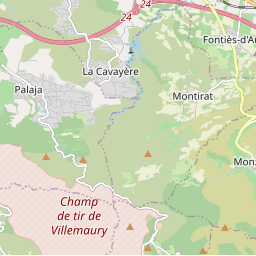 24
24
Fontiès-d'Au
La Cavayère
Palaja
Montirat
Monz
Champ
de tir de
Villemaury